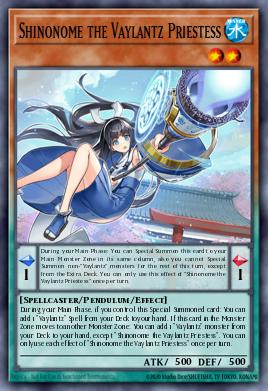 SHINONOME THE VAYLANTZ PRIESTESS
WATER
水
During your Main Phase: You can Special Summon this card to your
Main Monster Zone in its same column, also you cannot Special
Summon non-"Vaylantz" monsters for the rest of this turn, except
from the Extra Deck. You can only use this effect of "Shinonome the
Vaylantz Priestess" once per turn.
1
1
[SPELLCASTER/PENDULUM/EFFECT]
During your Main Phase, if you control this Special Summoned card: You can
add 1 "Vaylantz" Spell from your Deck to your hand. If this card in the Monster
Zone moves to another Monster Zone: You can add 1 "Vaylantz" monster
from your Deck to your hand, except "Shinonome the Vaylantz Priestess". You can
only use each effect of "Shinonome the Vaylantz Priestess" once per turn.
ATK/ 500 DEF/ 500